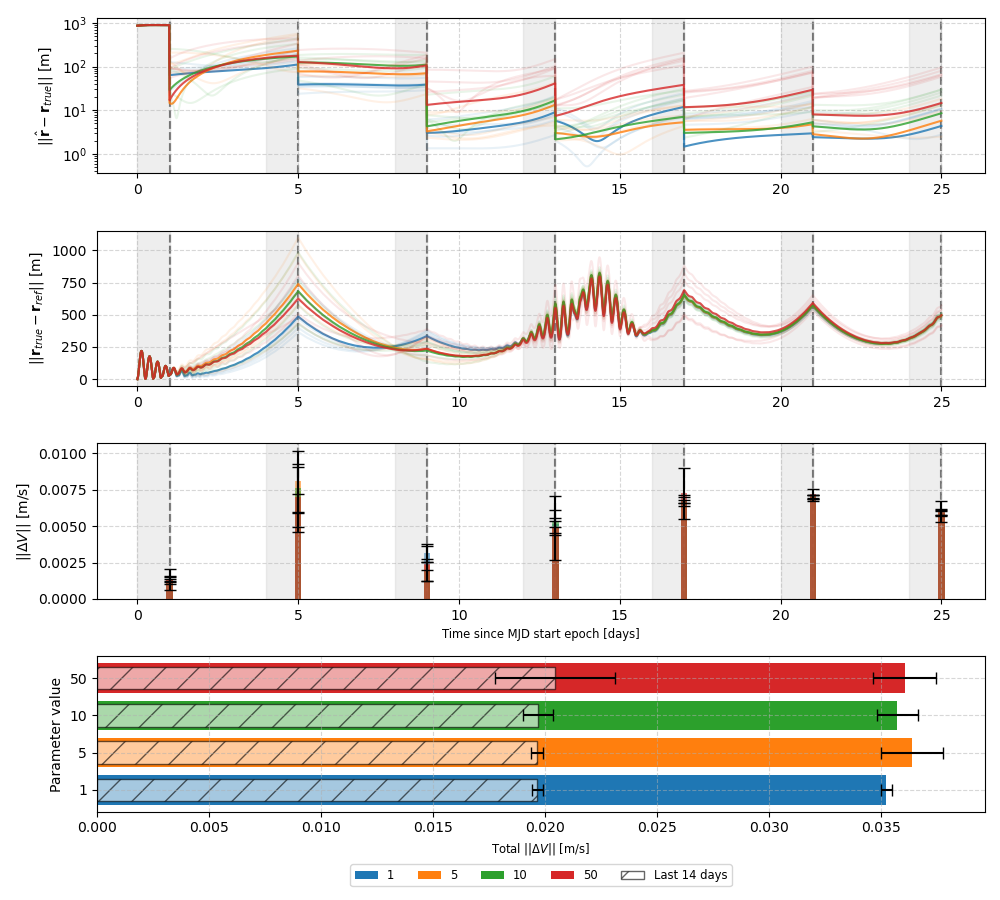 10³
10²
10¹
10⁰
||r̂ − r_true|| [m]
0 5 10 15 20 25
1000
750
500
250
0
||r_true − r_ref|| [m]
0 5 10 15 20 25
0.0100
0.0075
0.0050
0.0025
0.0000
||ΔV|| [m/s]
0 5 10 15 20 25
Time since MJD start epoch [days]
50
10
5
1
Parameter value
0.000 0.005 0.010 0.015 0.020 0.025 0.030 0.035
Total ||ΔV|| [m/s]
1 5 10 50 Last 14 days